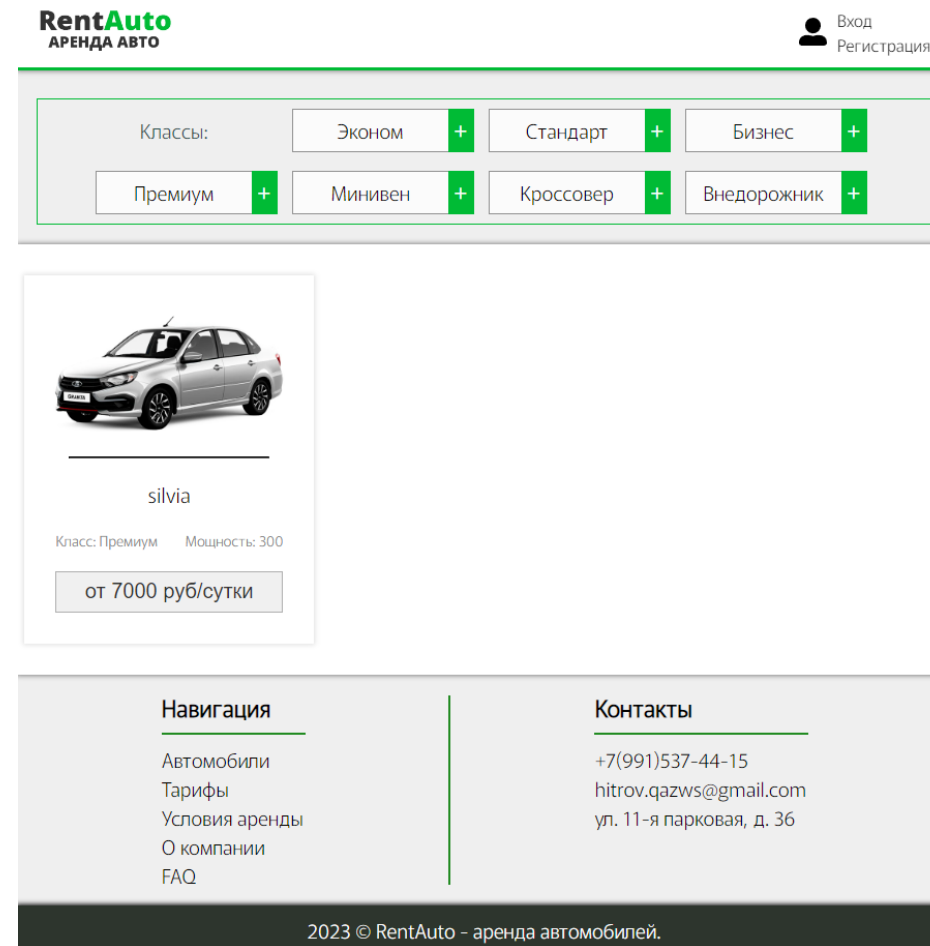 RentAuto
АРЕНДА АВТО
Вход
Регистрация
Классы:
Эконом +
Стандарт +
Бизнес +
Премиум +
Минивен +
Кроссовер +
Внедорожник +
GRANTA
silvia
Класс: Премиум Мощность: 300
от 7000 руб/сутки
Навигация
Автомобили
Тарифы
Условия аренды
О компании
FAQ
Контакты
+7(991)537-44-15
hitrov.qazws@gmail.com
ул. 11-я парковая, д. 36
2023 © RentAuto - аренда автомобилей.